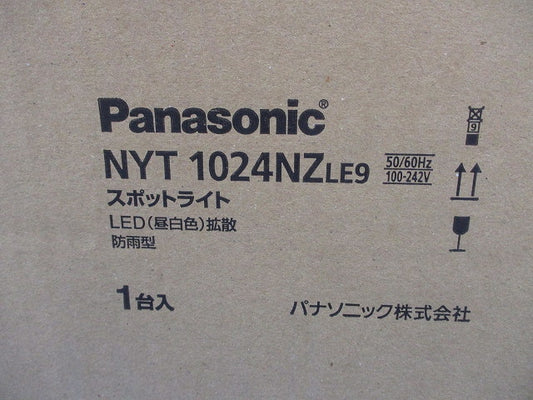 Panasonic®
NYT 1024NZLE9
50/60Hz
100-242V
スポットライト
LED(昼白色)拡散
防雨型
1台入
パナソニック株式会社
9